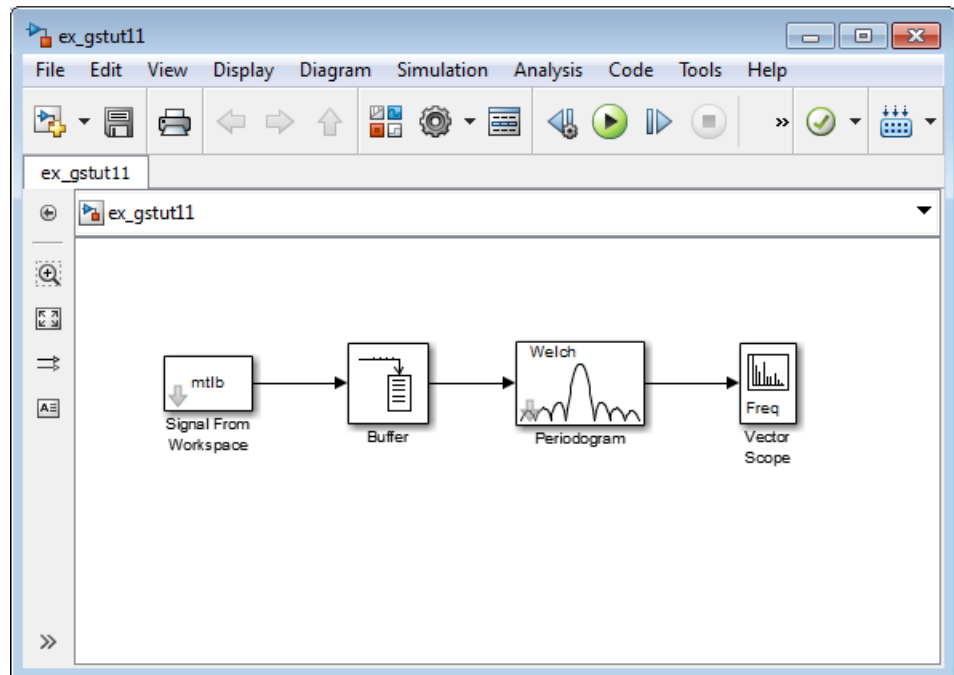 ex_gstut11
File Edit View Display Diagram Simulation Analysis Code Tools Help
»
ex_gstut11
ex_gstut11
A
mtlb
Signal From
Workspace
Buffer
Welch
Periodogram
Freq
Vector
Scope
»